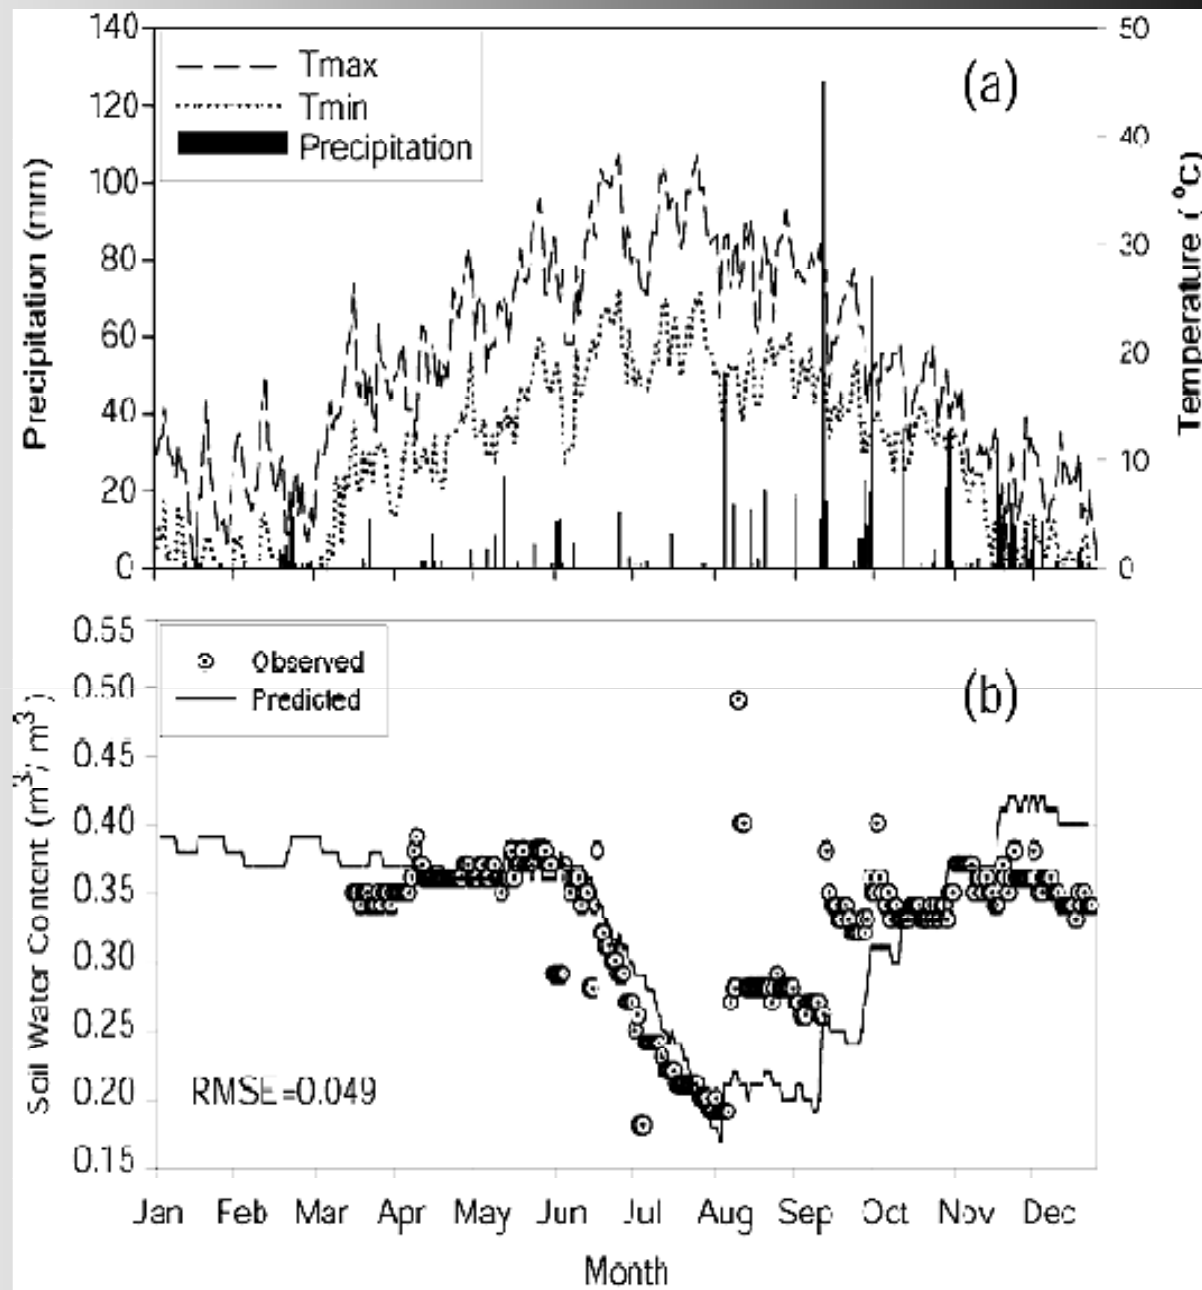 140
120
100
80
60
40
20
0
Precipitation (mm)
Tmax
Tmin
Precipitation
(a)
50
40
30
20
10
0
Temperature (°C)
0.55
0.50
0.45
0.40
0.35
0.30
0.25
0.20
0.15
Soil Water Content (m³/ m³)
Observed
Predicted
(b)
RMSE=0.049
Jan Feb Mar Apr May Jun Jul Aug Sep Oct Nov Dec
Month